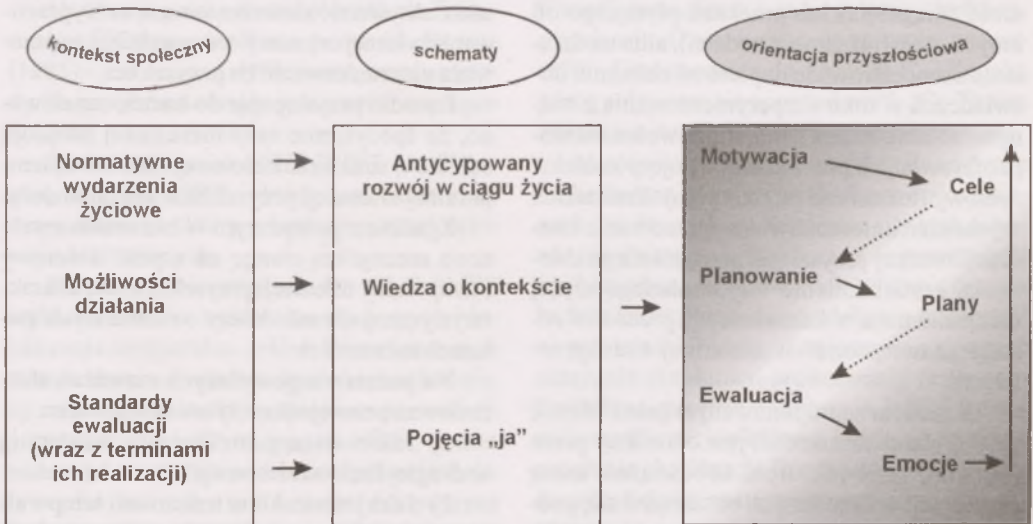 kontekst społeczny
schematy
orientacja przyszłościowa
Normatywne
wydarzenia
życiowe
Antycypowany
rozwój w ciągu życia
Motywacja
Cele
Możliwości
działania
Wiedza o kontekście
Planowanie
Plany
Standardy
ewaluacji
(wraz z terminami
ich realizacji)
Pojęcia „ja”
Ewaluacja
Emocje